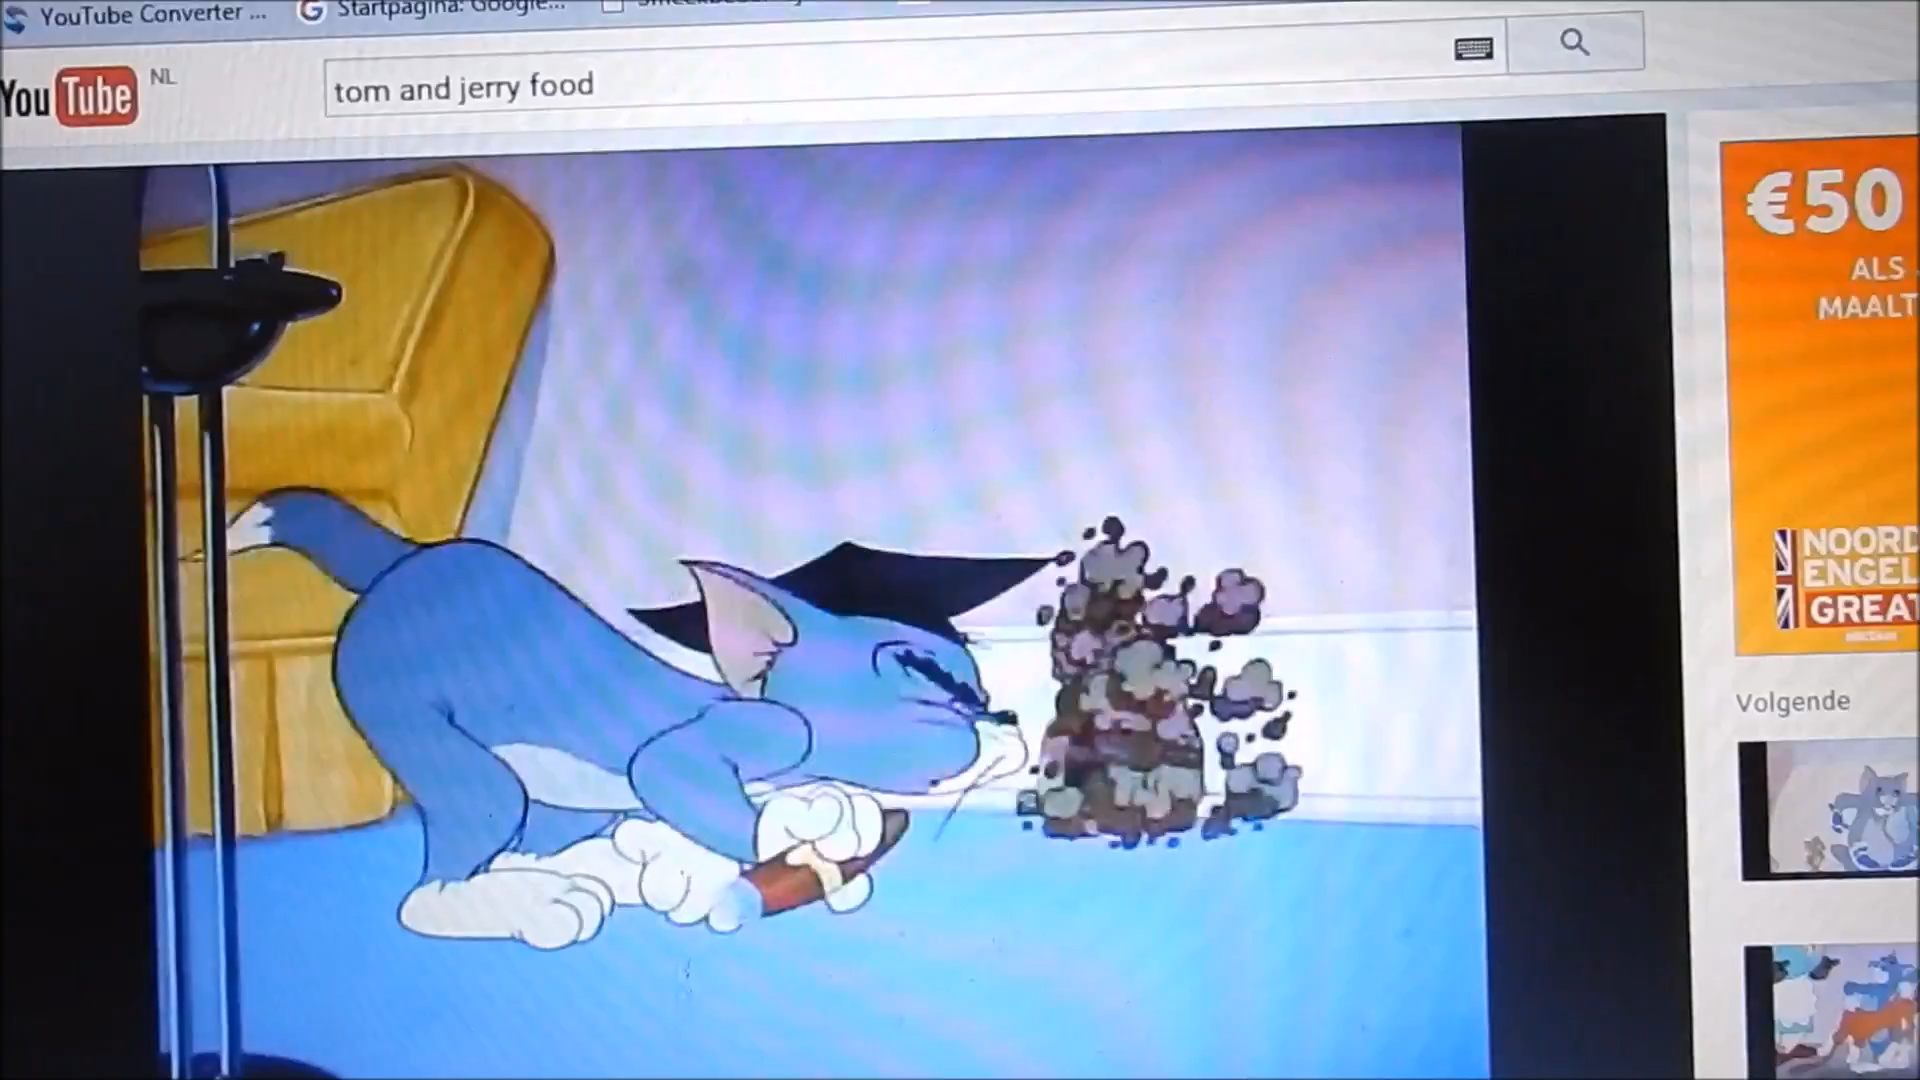 YouTube Converter ...
Startpagina: Google...
YouTube NL
tom and jerry food
€50
ALS
MAALT
NOORD
ENGEL
GREAT
Volgende